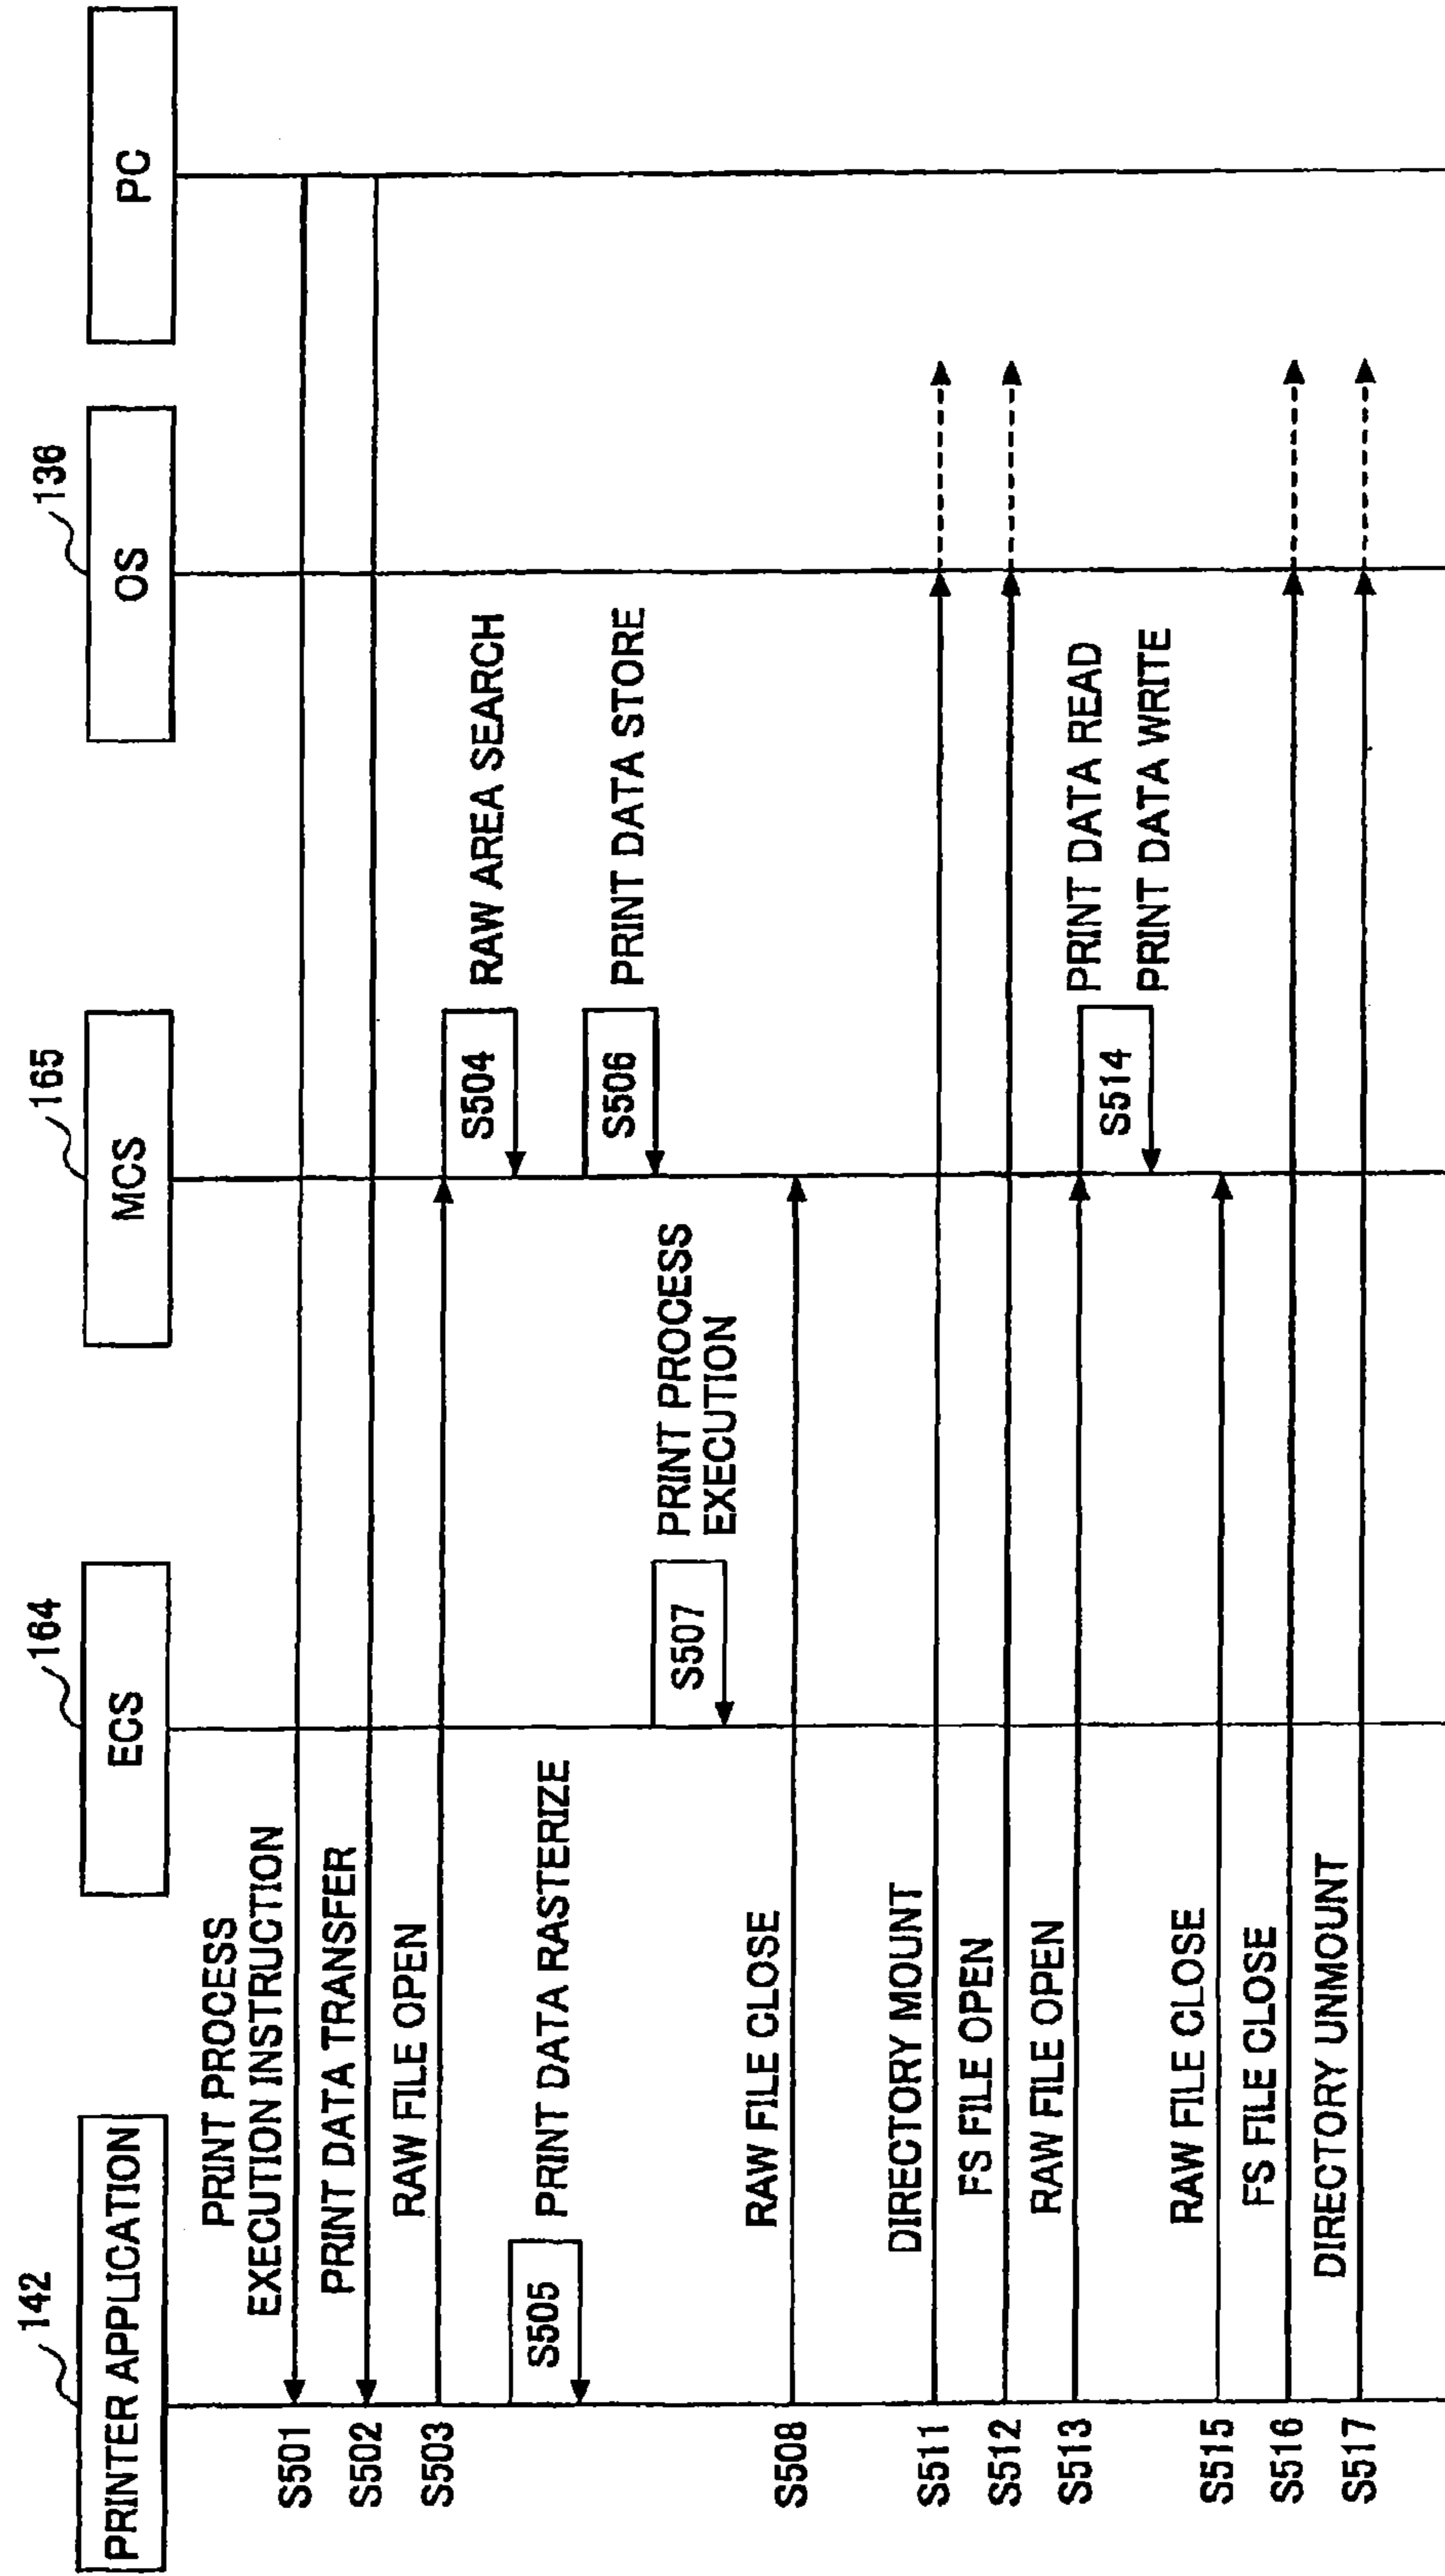 142
PRINTER APPLICATION
164
ECS
165
MCS
136
OS
PC
S501
PRINT PROCESS
EXECUTION INSTRUCTION
S502
PRINT DATA TRANSFER
S503
RAW FILE OPEN
S504
RAW AREA SEARCH
S505
PRINT DATA RASTERIZE
S506
PRINT DATA STORE
S507
PRINT PROCESS
EXECUTION
S508
RAW FILE CLOSE
S511
DIRECTORY MOUNT
S512
FS FILE OPEN
S513
RAW FILE OPEN
S514
PRINT DATA READ
PRINT DATA WRITE
S515
RAW FILE CLOSE
S516
FS FILE CLOSE
S517
DIRECTORY UNMOUNT